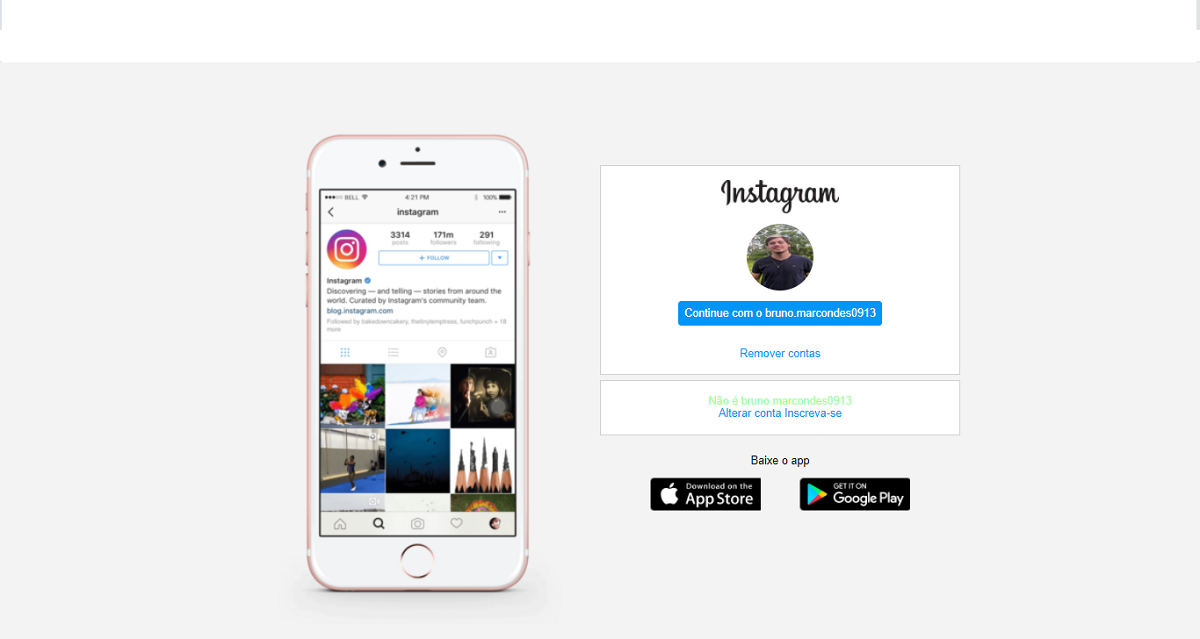 BELL
4:21 PM
100%
instagram
3314
171m
291
posts
followers
following
+ FOLLOW
Instagram
Discovering — and telling — stories from around the
world. Curated by Instagram's community team.
blog.instagram.com
Followed by bakedowncakery, thetinytemptress, funchpunch + 18
more
Instagram
Continue com o bruno.marcondes0913
Remover contas
Não é bruno marcondes0913
Alterar conta Inscreva-se
Baixe o app
Download on the
App Store
GET IT ON
Google Play